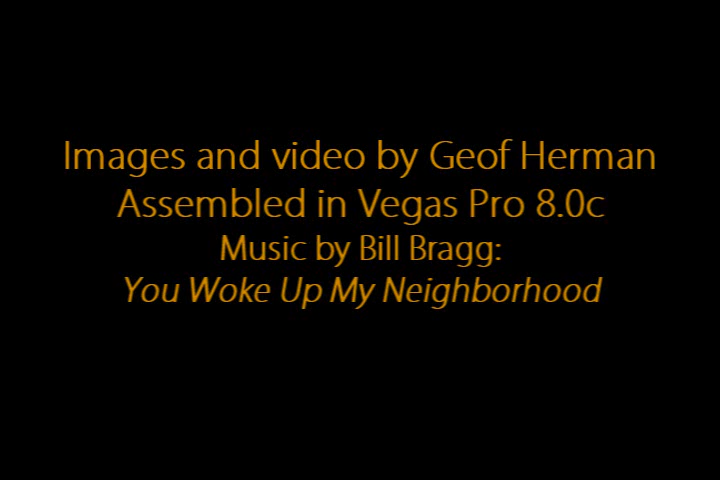 Images and video by Geof Herman
Assembled in Vegas Pro 8.0c
Music by Bill Bragg:
You Woke Up My Neighborhood